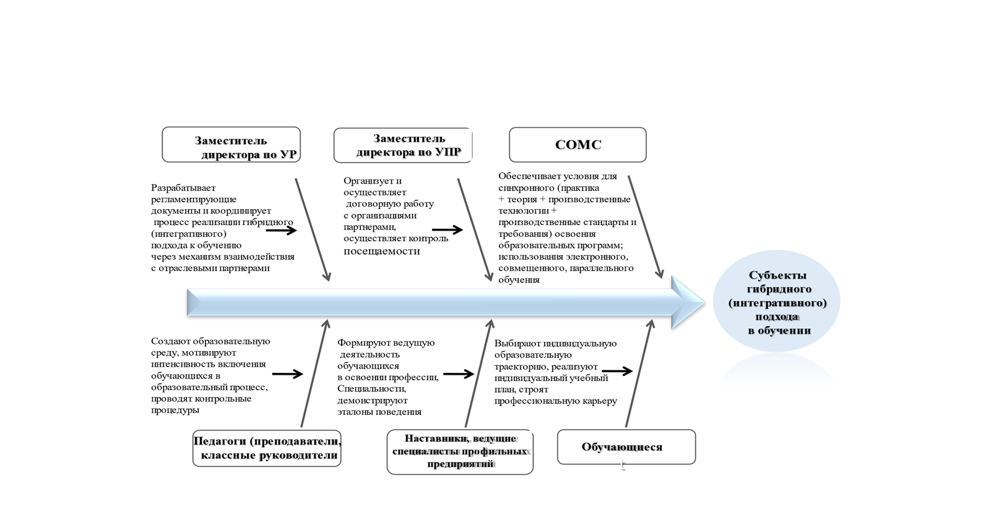 Заместитель
директора по УР
Заместитель
директора по УПР
СОМС
Разрабатывает
регламентирующие
документы и координирует
процесс реализации гибридного
(интегративного)
подхода к обучению
через механизм взаимодействия
с отраслевыми партнерами
Организует и
осуществляет
договорную работу
с организациями
партнерами,
осуществляет контроль
посещаемости
Обеспечивает условия для
синхронного (практика
+ теория + производственные
технологии +
производственные стандарты и
требования) освоения
образовательных программ;
использования электронного,
совмещенного, параллельного
обучения
Субъекты
гибридного
(интегративного)
подхода
в обучении
Создают образовательную
среду, мотивируют
интенсивность включения
обучающихся в
образовательный процесс,
проводят контрольные
процедуры
Формируют ведущую
деятельность
обучающихся
в освоении профессии,
Специальности,
демонстрируют
эталоны поведения
Выбирают индивидуальную
образовательную
траекторию, реализуют
индивидуальный учебный
план, строят
профессиональную карьеру
Педагоги (преподаватели,
классные руководители
Наставники, ведущие
специалисты профильных
предприятий
Обучающиеся